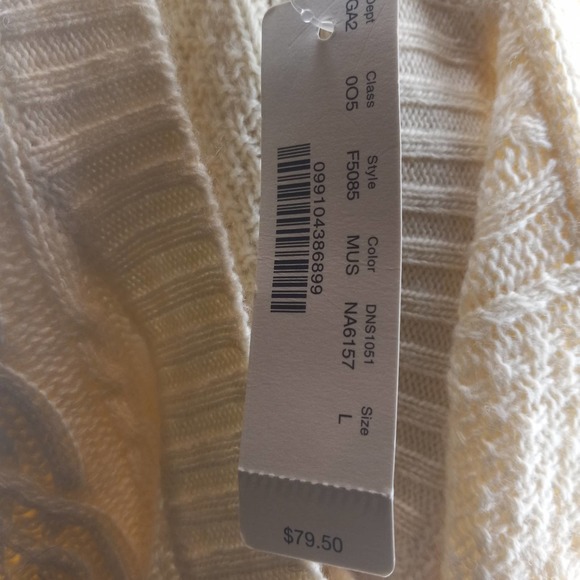 Dept Class Style Color DNS1051 Size
GA2 0O5 F5085 MUS NA6157 L
099104386899
$79.50